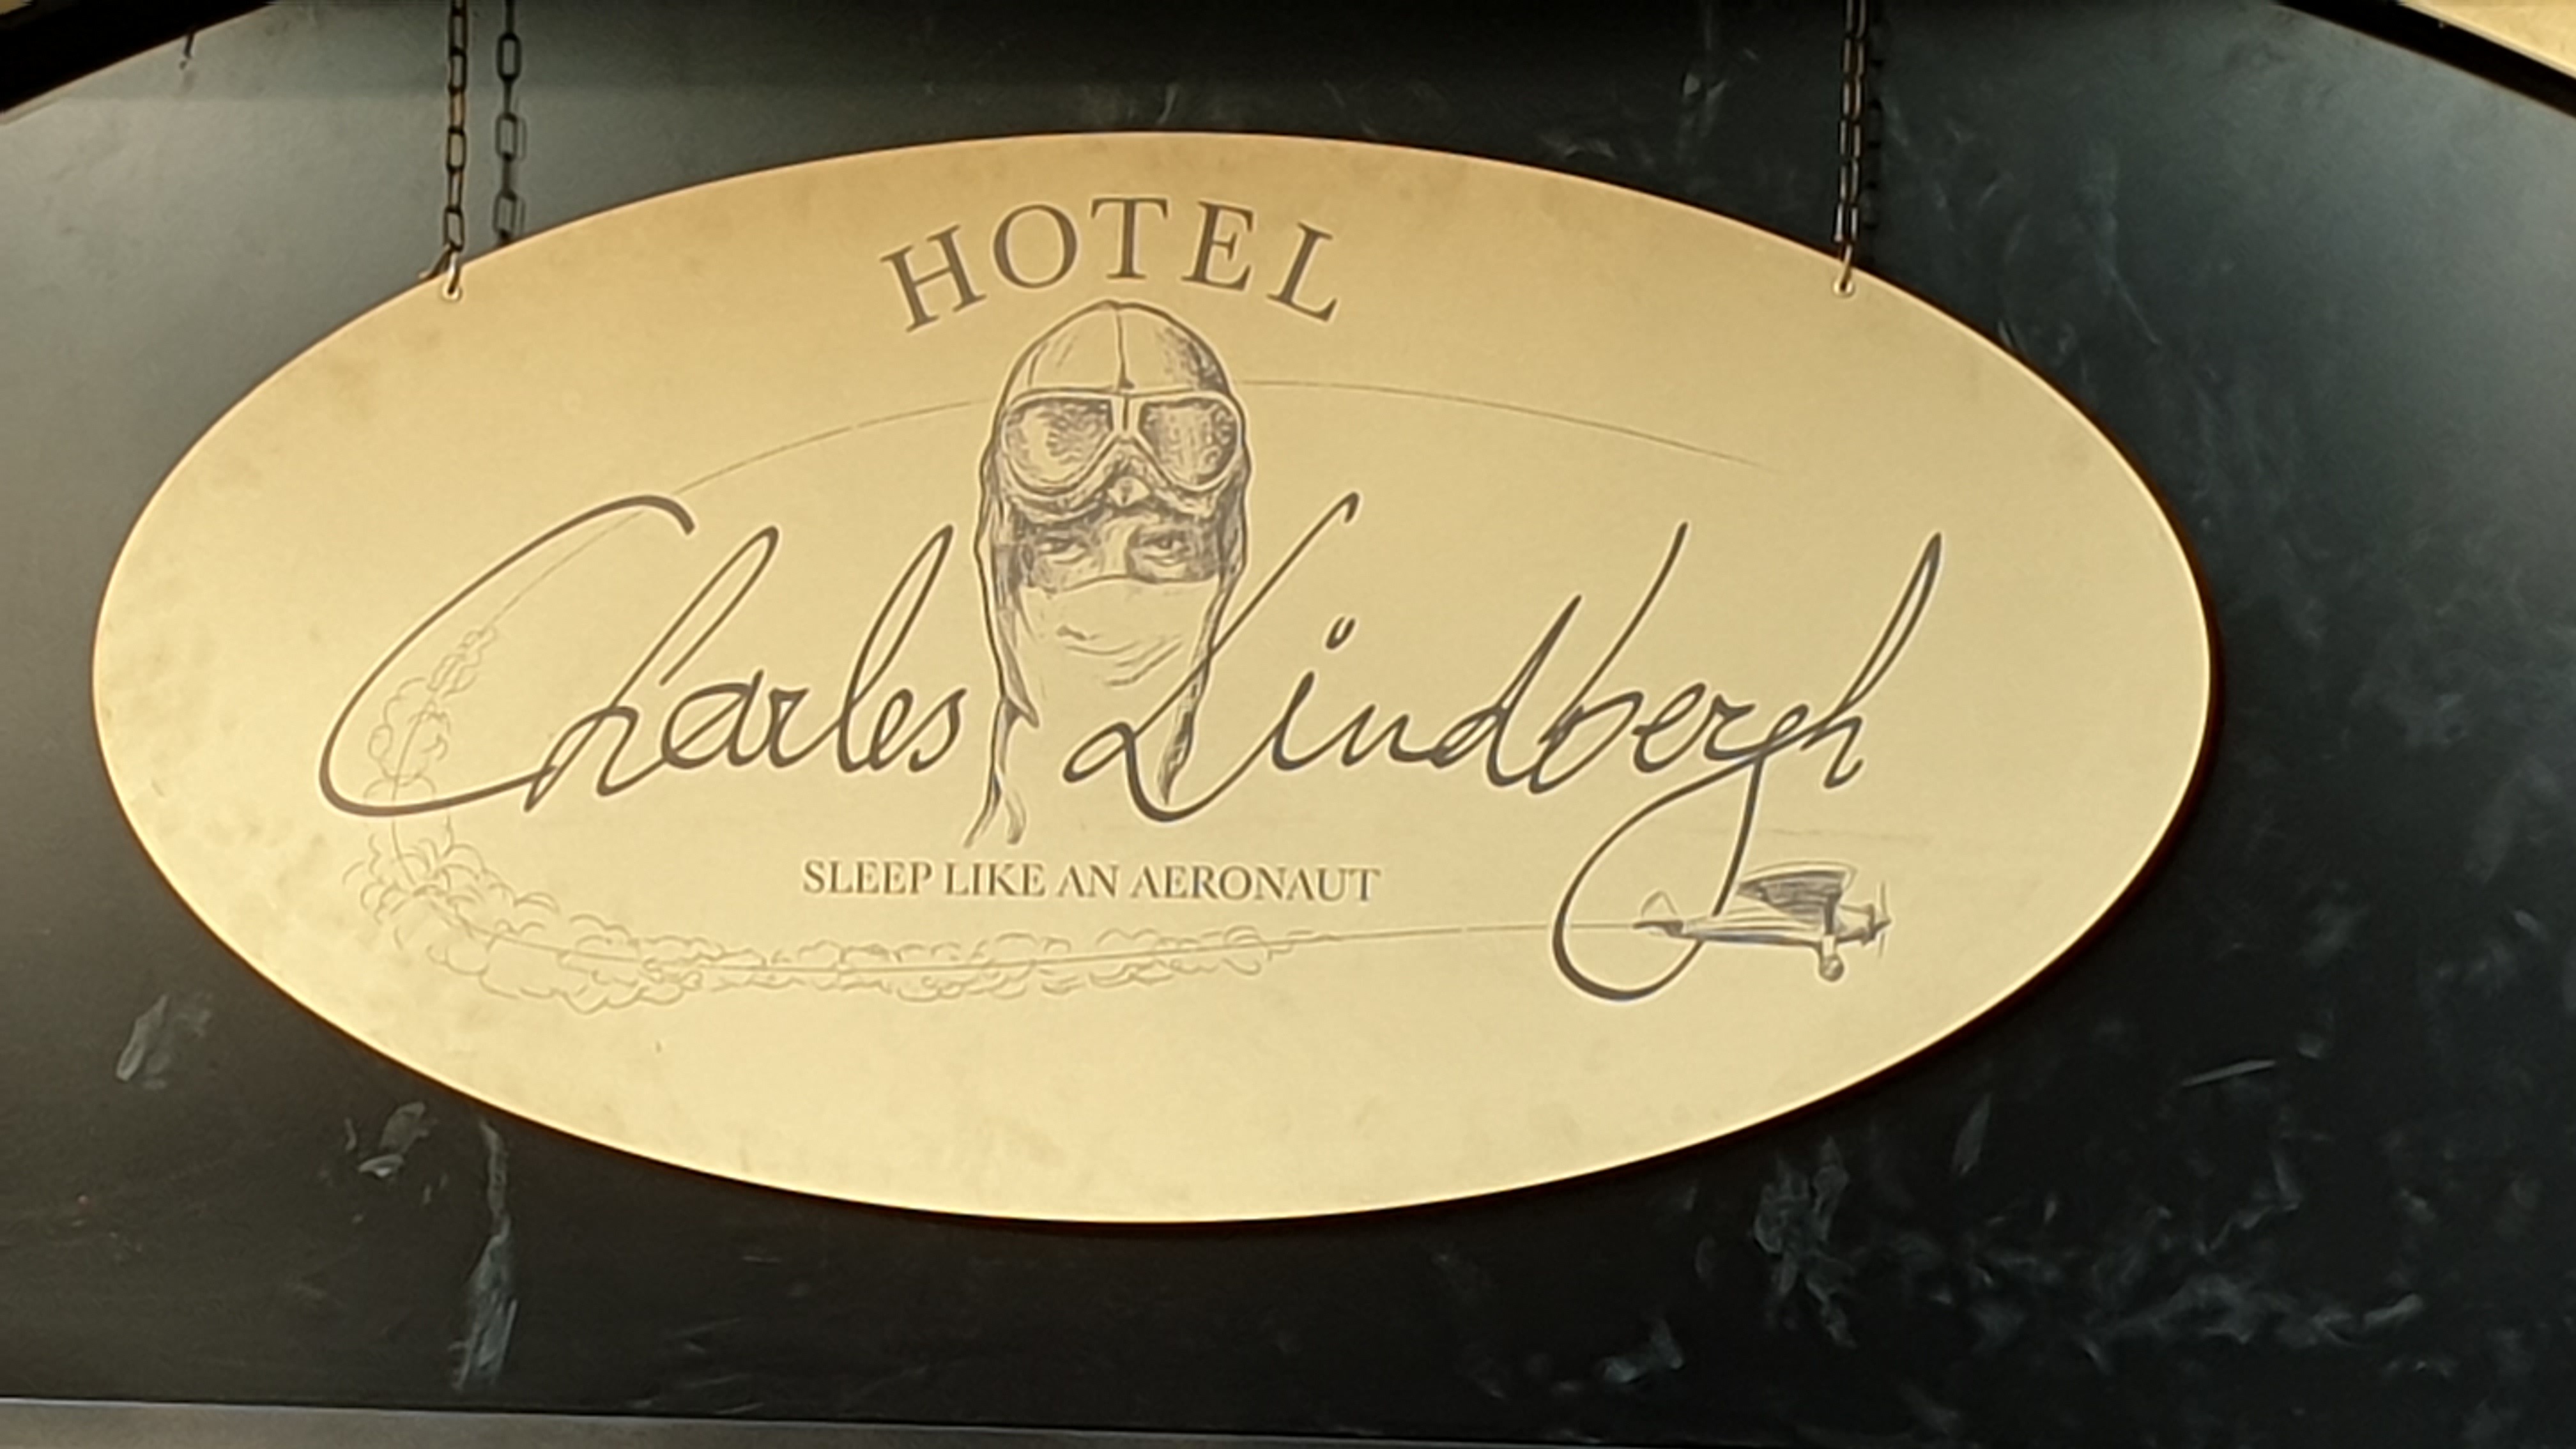 HOTEL
Charles Lindbergh
SLEEP LIKE AN AERONAUT